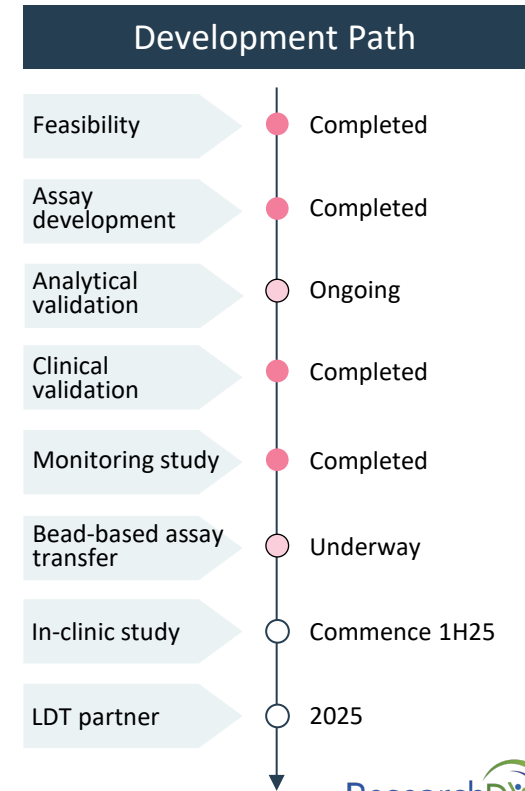 Development Path
Feasibility
Completed
Assay
development
Completed
Analytical
validation
Ongoing
Clinical
validation
Completed
Monitoring study
Completed
Bead-based assay
transfer
Underway
In-clinic study
Commence 1H25
LDT partner
2025